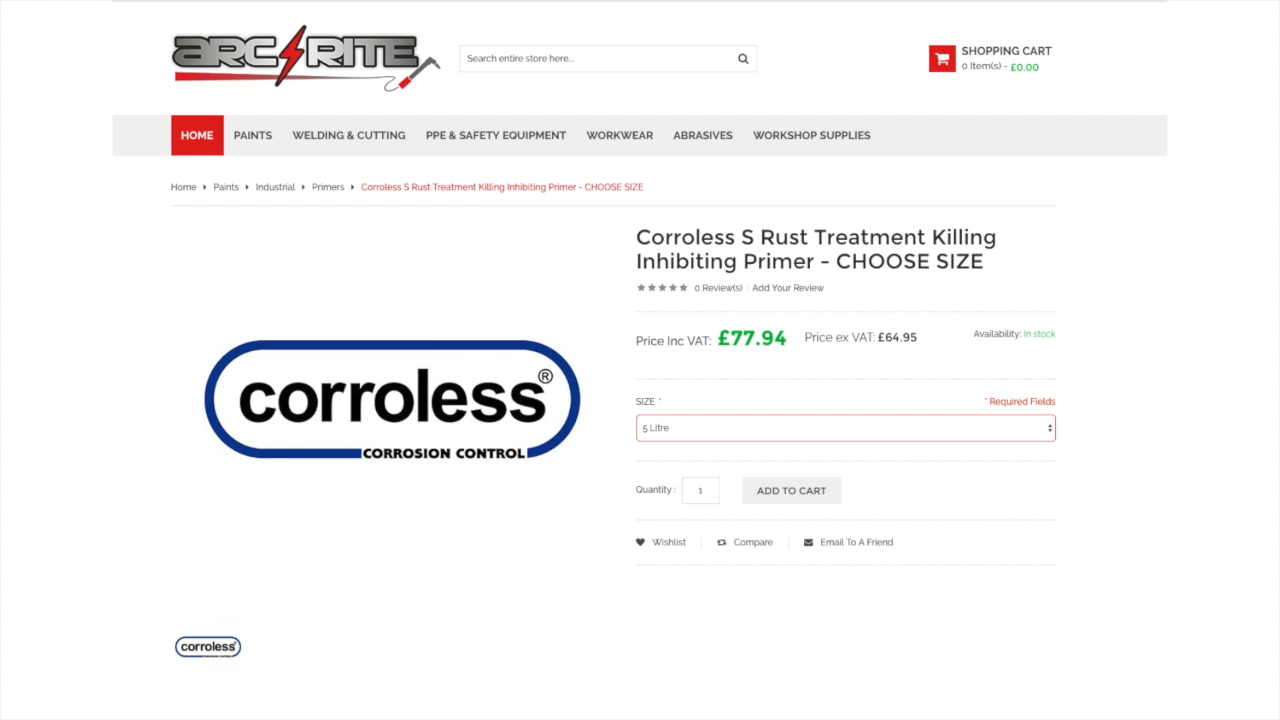 ARC RITE
Search entire store here...
SHOPPING CART
0 Item(s) - £0.00
HOME PAINTS WELDING & CUTTING PPE & SAFETY EQUIPMENT WORKWEAR ABRASIVES WORKSHOP SUPPLIES
Home Paints Industrial Primers Corroless S Rust Treatment Killing Inhibiting Primer - CHOOSE SIZE
Corroless S Rust Treatment Killing
Inhibiting Primer - CHOOSE SIZE
0 Review(s) Add Your Review
Price Inc VAT: £77.94 Price ex VAT: £64.95 Availability: In stock
SIZE * * Required Fields
5 Litre
Quantity : 1 ADD TO CART
Wishlist Compare Email To A Friend
corroless®
CORROSION CONTROL
corroless